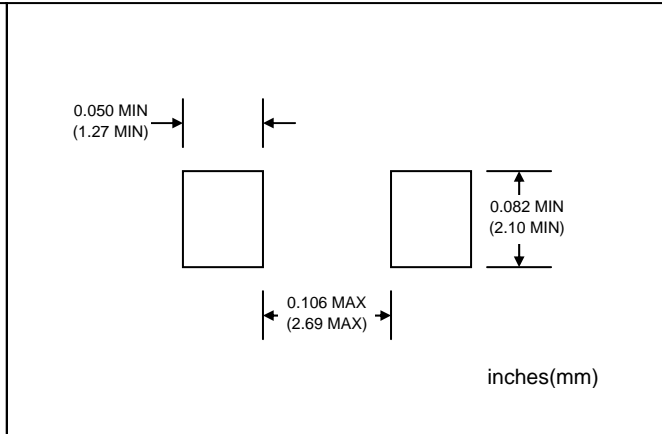 0.050 MIN
(1.27 MIN)
0.082 MIN
(2.10 MIN)
0.106 MAX
(2.69 MAX)
inches(mm)